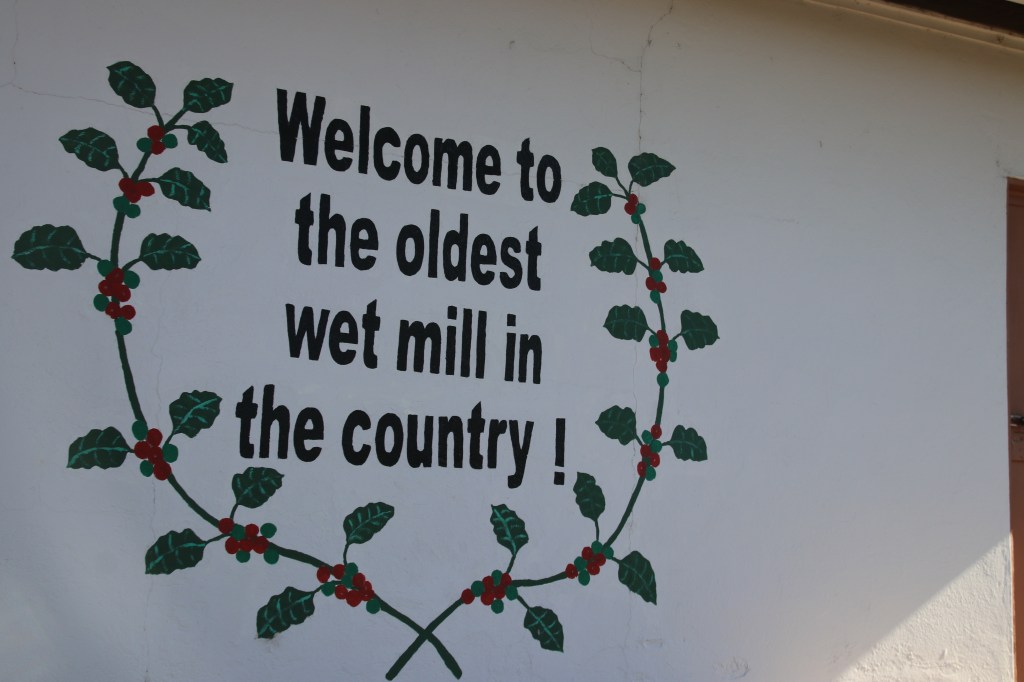 Welcome to
the oldest
wet mill in
the country !